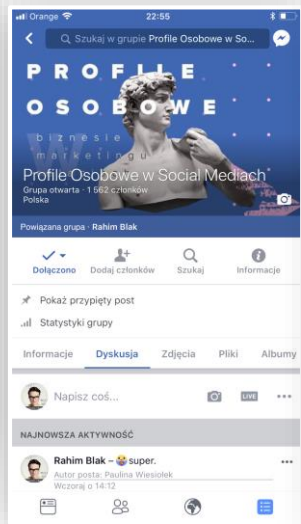 Orange 22:55
Szukaj w grupie Profile Osobowe w So...
PROFILE
OSOBOWE
biznesie
marketingu
Profile Osobowe w Social Mediach
Grupa otwarta · 1 562 członków
Polska
Powiązana grupa · Rahim Blak
Dołączono Dodaj członków Szukaj Informacje
Pokaż przypięty post
Statystyki grupy
Informacje Dyskusja Zdjęcia Pliki Albumy
Napisz coś... LIVE
NAJNOWSZA AKTYWNOŚĆ
Rahim Blak – 😂super.
Autor posta: Paulina Wiesiołek
Wczoraj o 14:12